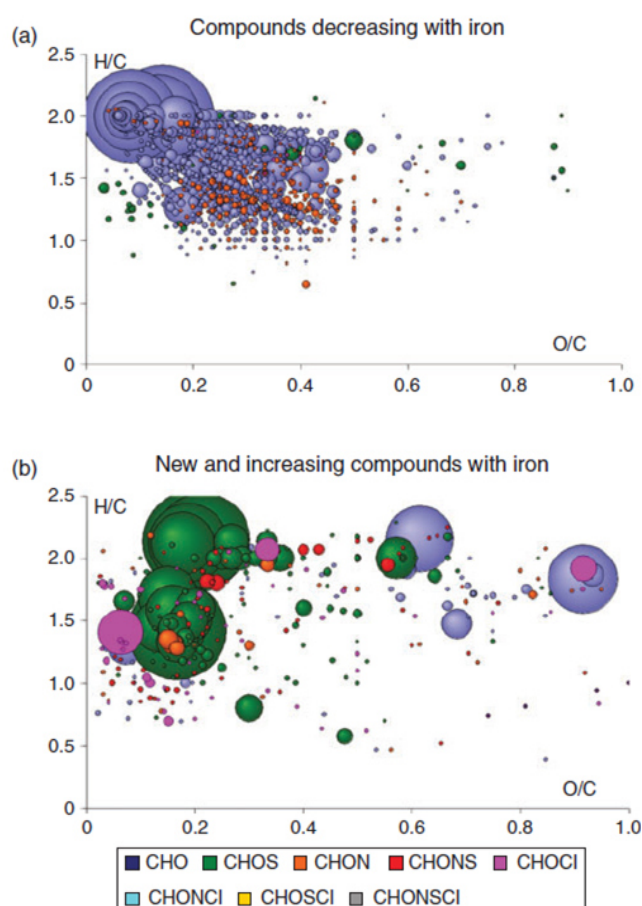 (a) Compounds decreasing with iron
H/C
2.5
2.0
1.5
1.0
0.5
0
O/C
0 0.2 0.4 0.6 0.8 1.0
(b) New and increasing compounds with iron
H/C
2.5
2.0
1.5
1.0
0.5
0
O/C
0 0.2 0.4 0.6 0.8 1.0
CHO CHOS CHON CHONS CHOCl
CHONCl CHOSCl CHONSCl